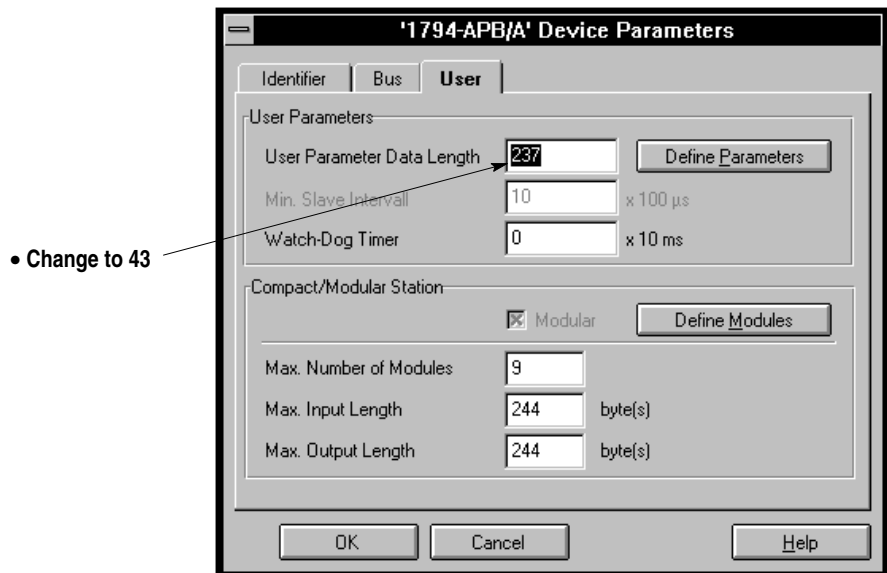 '1794-APB/A' Device Parameters
Identifier Bus User
User Parameters
User Parameter Data Length 237 Define Parameters
Min. Slave Intervall 10 x 100 µs
Watch-Dog Timer 0 x 10 ms
• Change to 43
Compact/Modular Station
Modular Define Modules
Max. Number of Modules 9
Max. Input Length 244 byte(s)
Max. Output Length 244 byte(s)
OK Cancel Help